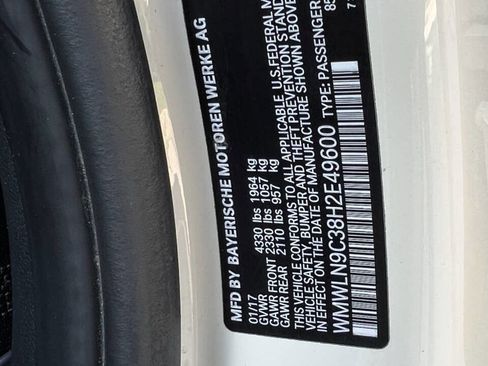 MFD BY BAYERISCHE MOTOREN WERKE AG
01/17
GVWR 4330 lbs 1964 kg
GAWR FRONT 2330 lbs 1057 kg
GAWR REAR 2110 lbs 957 kg
THIS VEHICLE CONFORMS TO ALL APPLICABLE U.S.FEDERAL M
VEHICLE SAFETY, BUMPER AND THEFT PREVENTION STAND
IN EFFECT ON THE DATE OF MANUFACTURE SHOWN ABOVE
WMWLN9C38H2E49600 TYPE: PASSENGER
85
7